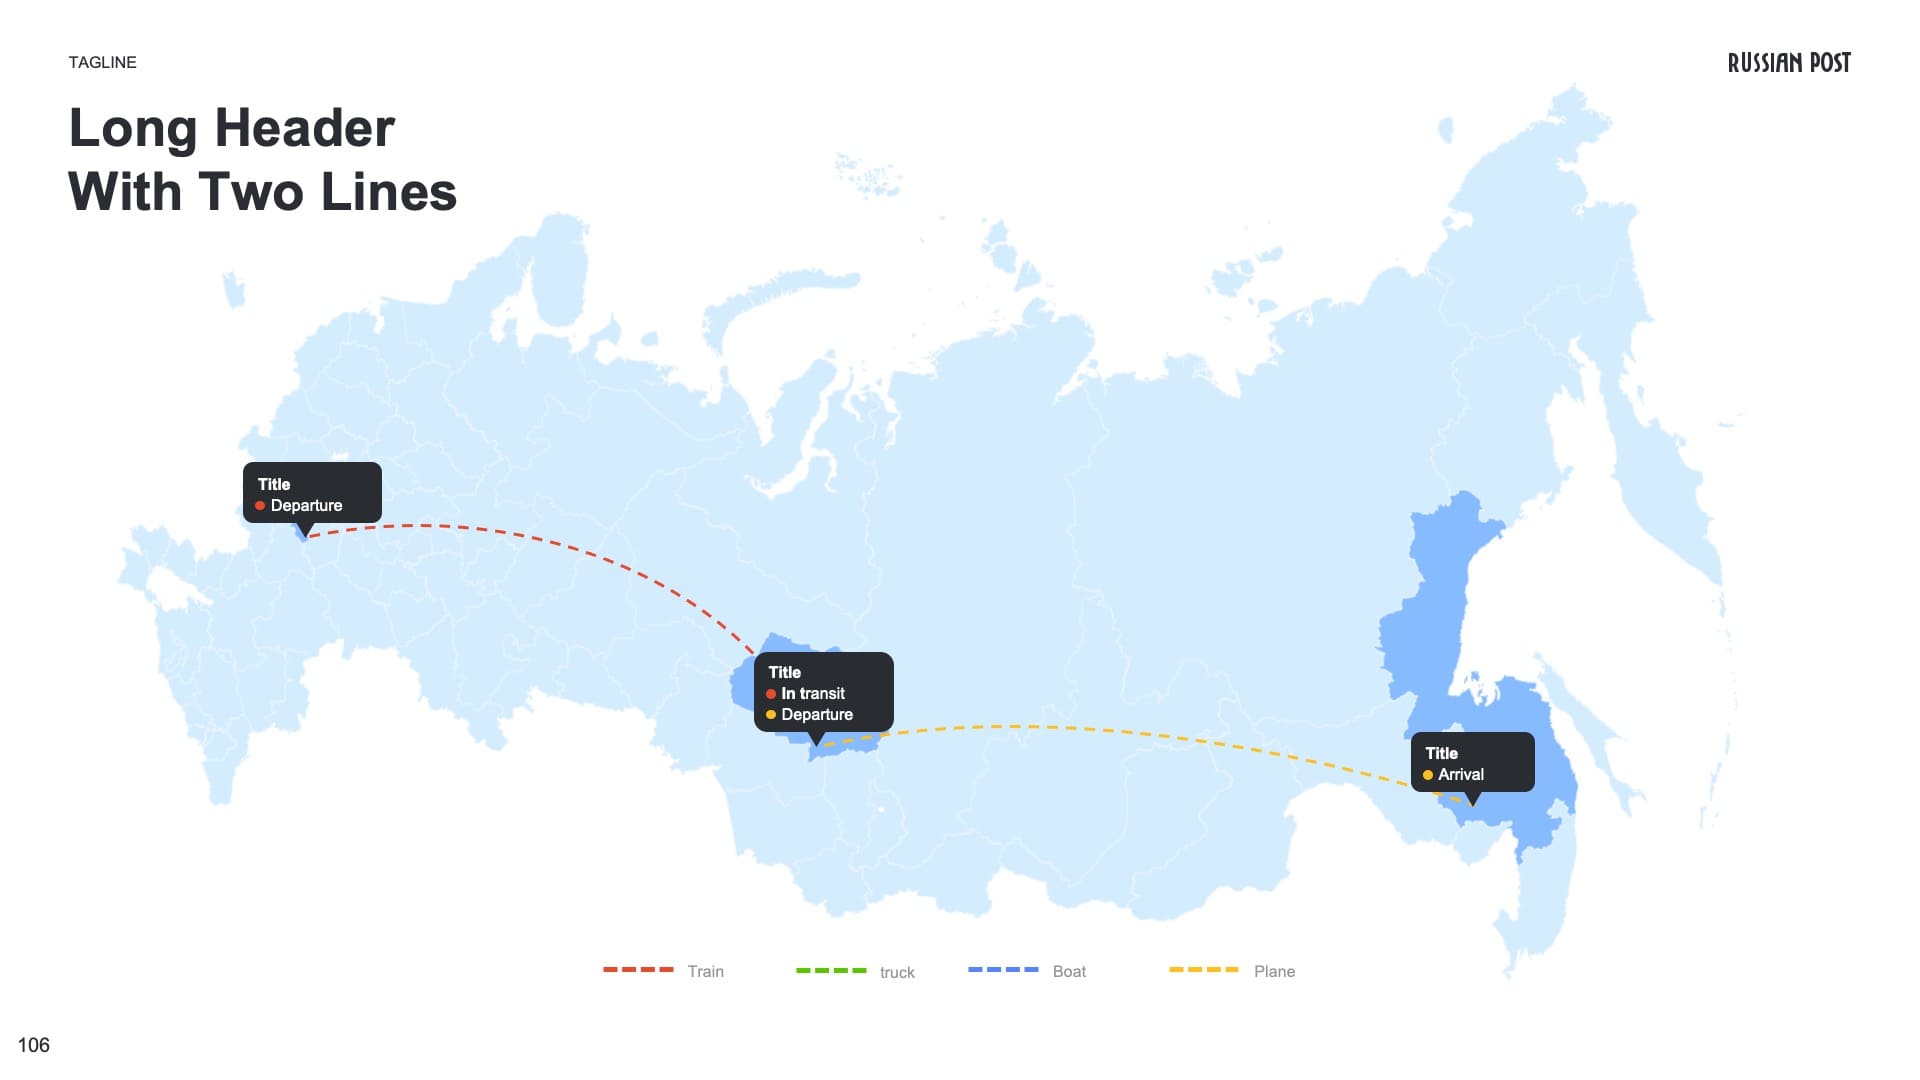 TAGLINE
RUSSIAN POST
Long Header
With Two Lines
Title
Departure
Title
In transit
Departure
Title
Arrival
Train
truck
Boat
Plane
106